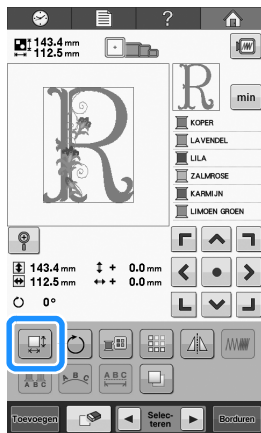 ?
143.4 mm
112.5 mm
R
R
min
KOPER
LAVENDEL
LILA
ZALMROSE
KARMIJN
LIMOEN GROEN
143.4 mm + 0.0 mm
112.5 mm + 0.0 mm
0°
ABC
ABC
ABC
Toevoegen
Selec-
teren
Borduren